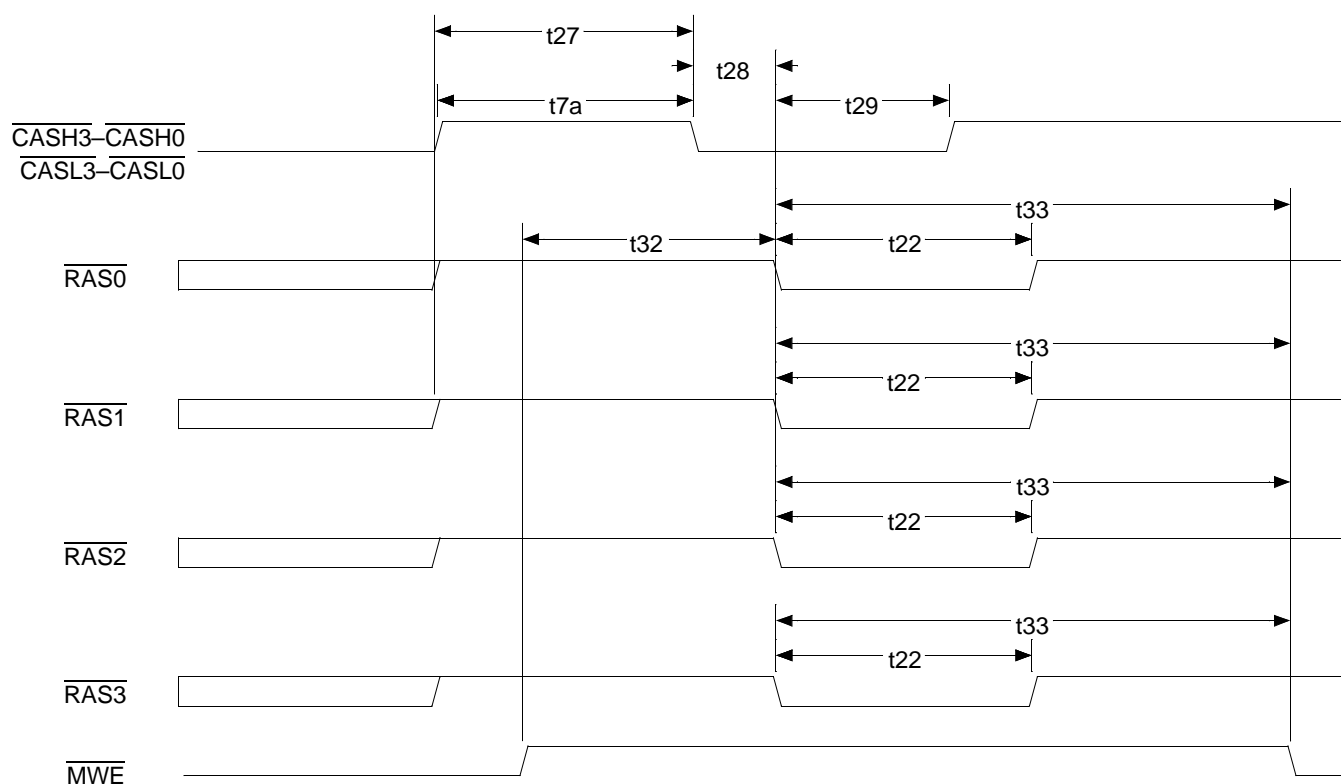 t27
t28
t7a
t29
CASH3–CASH0
CASL3–CASL0
t33
t32
t22
RAS0
t33
t22
RAS1
t33
t22
RAS2
t33
t22
RAS3
MWE